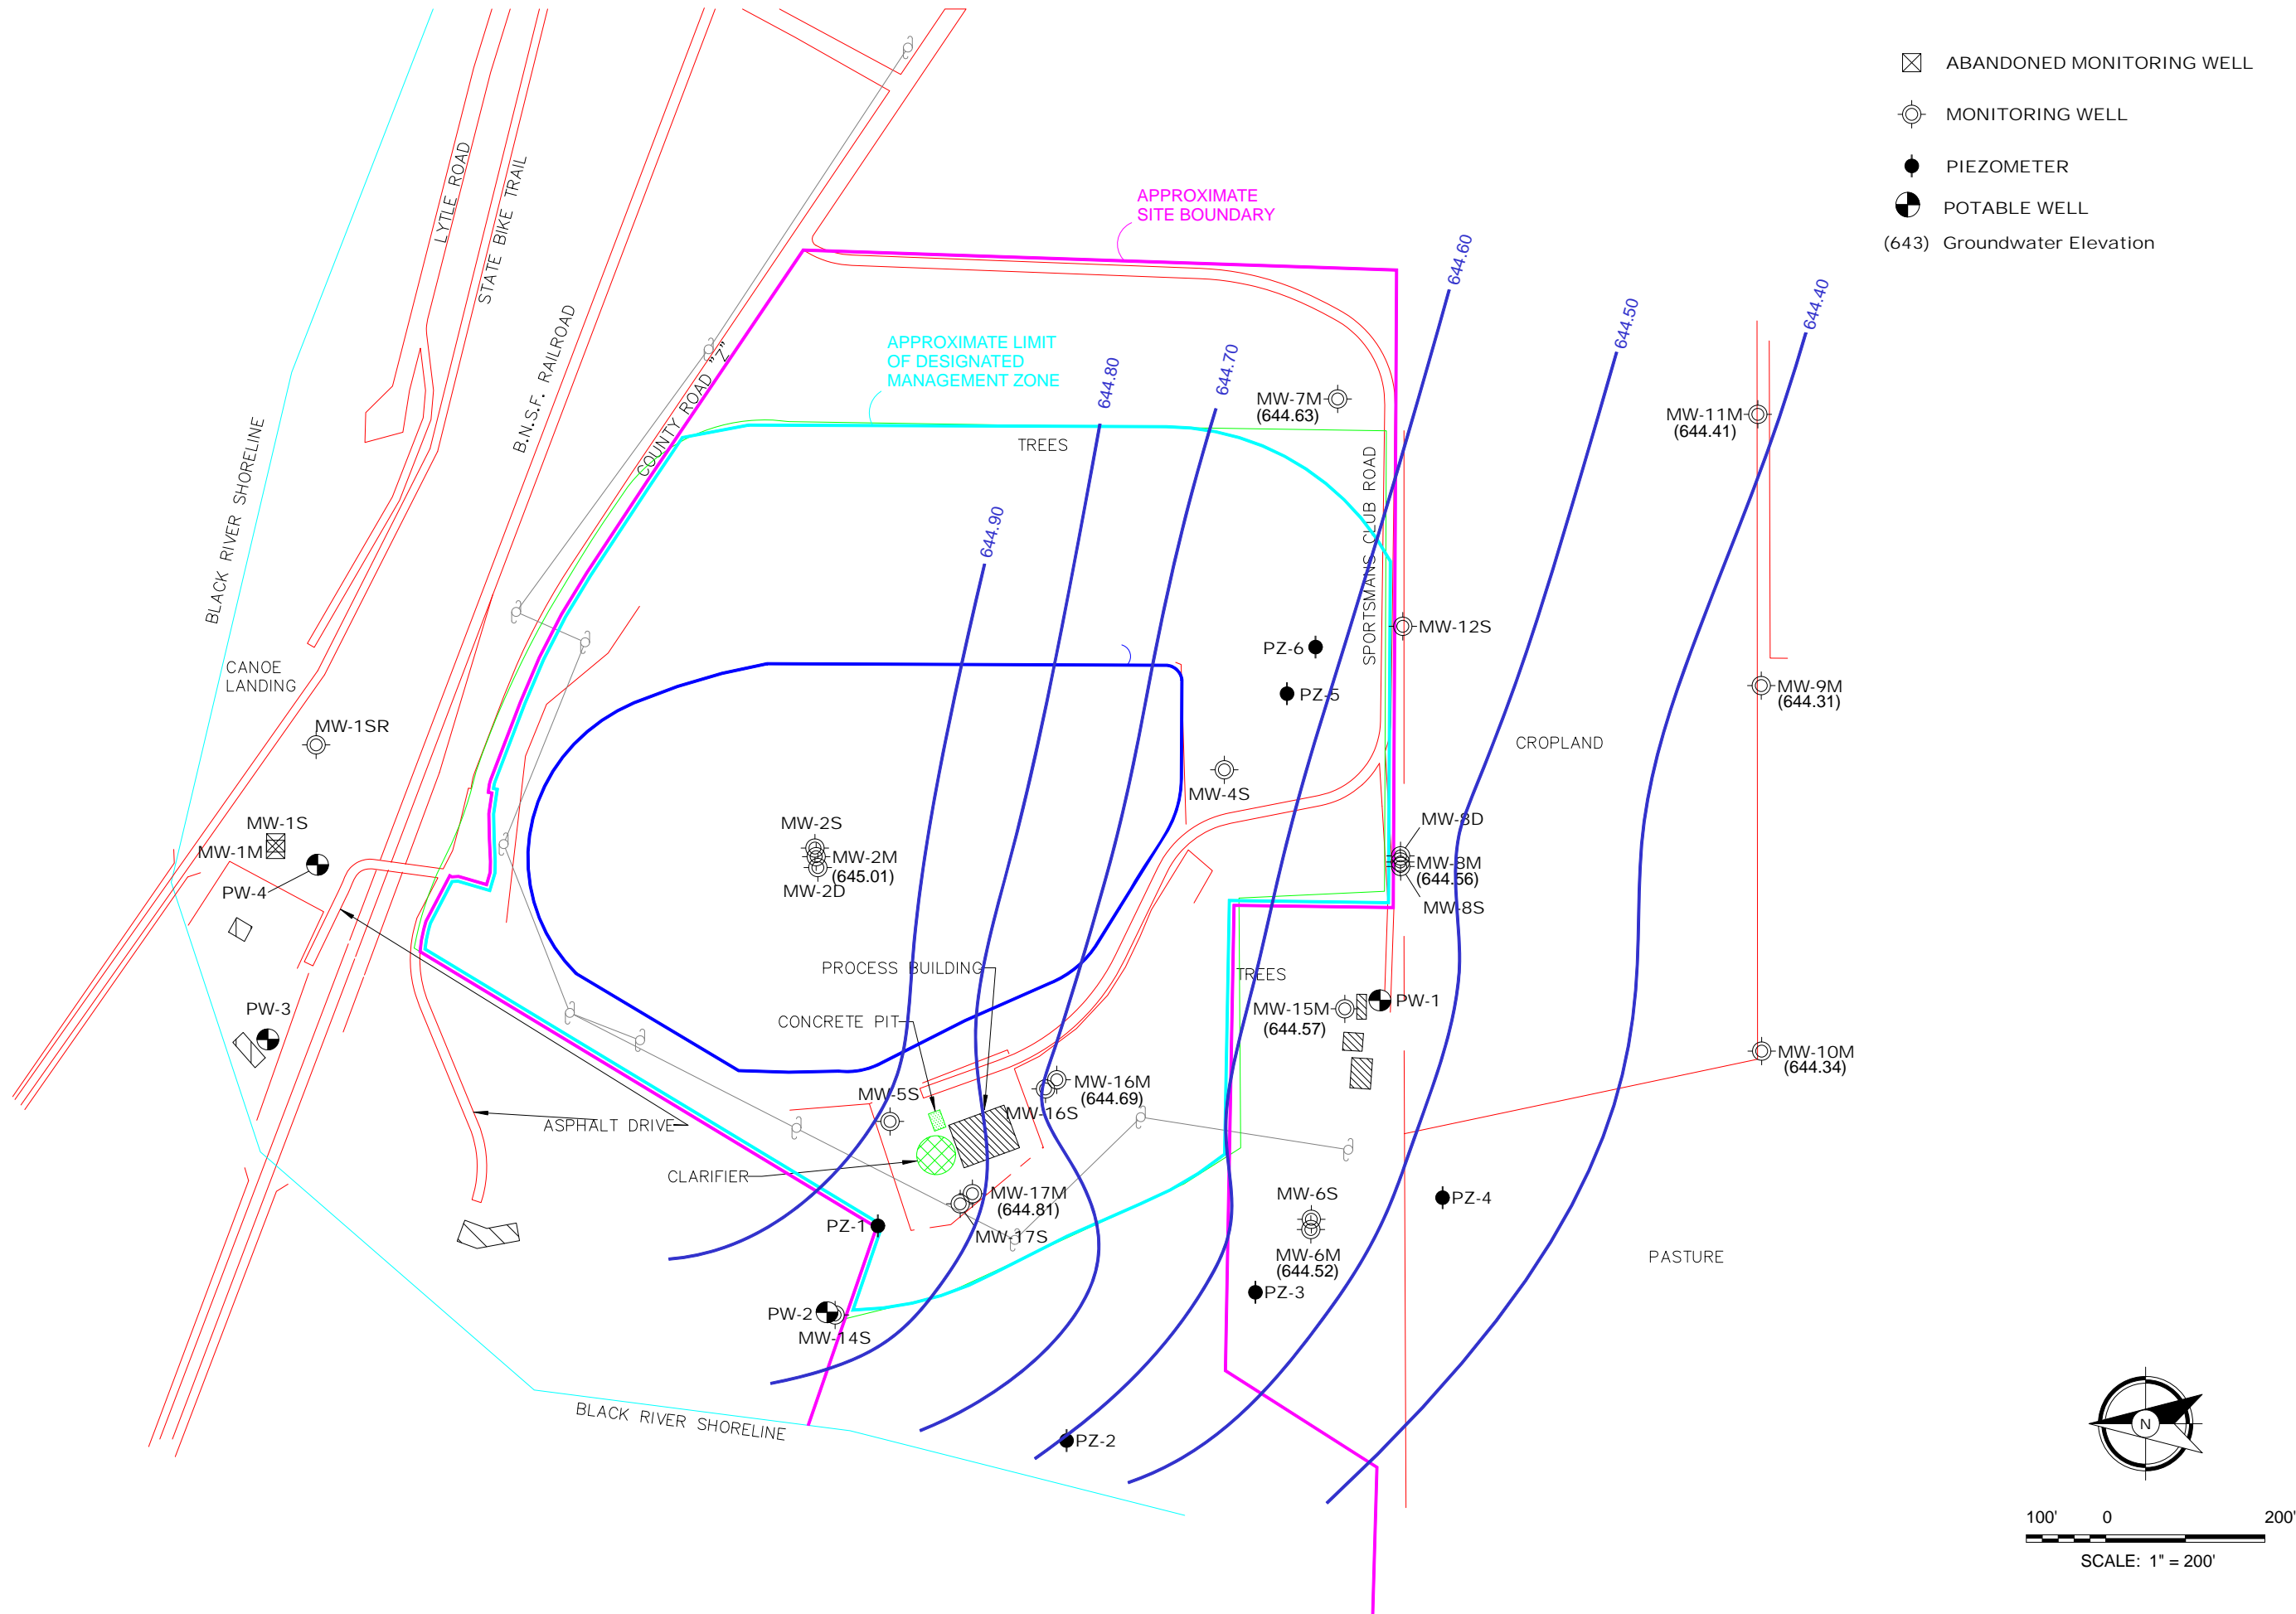 ABANDONED MONITORING WELL
MONITORING WELL
PIEZOMETER
POTABLE WELL
(643) Groundwater Elevation
APPROXIMATE
SITE BOUNDARY
APPROXIMATE LIMIT
OF DESIGNATED
MANAGEMENT ZONE
LYTLE ROAD
STATE BIKE TRAIL
B.N.S.F. RAILROAD
COUNTY ROAD "Z"
BLACK RIVER SHORELINE
644.60
644.50
644.40
644.80
644.70
644.90
MW-7M
(644.63)
MW-11M
(644.41)
TREES
SPORTSMANS CLUB ROAD
MW-12S
PZ-6
PZ-5
CANOE
LANDING
MW-9M
(644.31)
MW-1SR
CROPLAND
MW-4S
MW-1S
MW-1M
PW-4
MW-2S
MW-2M
(645.01)
MW-2D
MW-8D
MW-8M
(644.56)
MW-8S
PROCESS BUILDING
TREES
PW-3
CONCRETE PIT
MW-15M
(644.57)
PW-1
MW-10M
(644.34)
MW-5S
MW-16M
(644.69)
MW-16S
ASPHALT DRIVE
CLARIFIER
MW-17M
(644.81)
MW-17S
MW-6S
MW-6M
(644.52)
PZ-4
PZ-1
PASTURE
PZ-3
PW-2
MW-14S
BLACK RIVER SHORELINE
PZ-2
N
100' 0 200'
SCALE: 1" = 200'